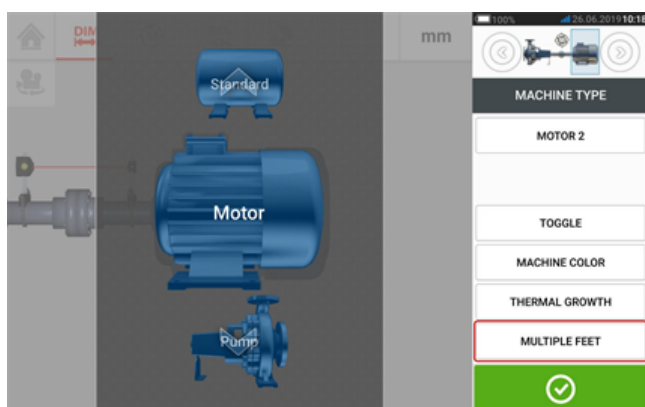 DIM
mm
Standard
Motor
Pump
100%
26.06.2019 10:18
MACHINE TYPE
MOTOR 2
TOGGLE
MACHINE COLOR
THERMAL GROWTH
MULTIPLE FEET